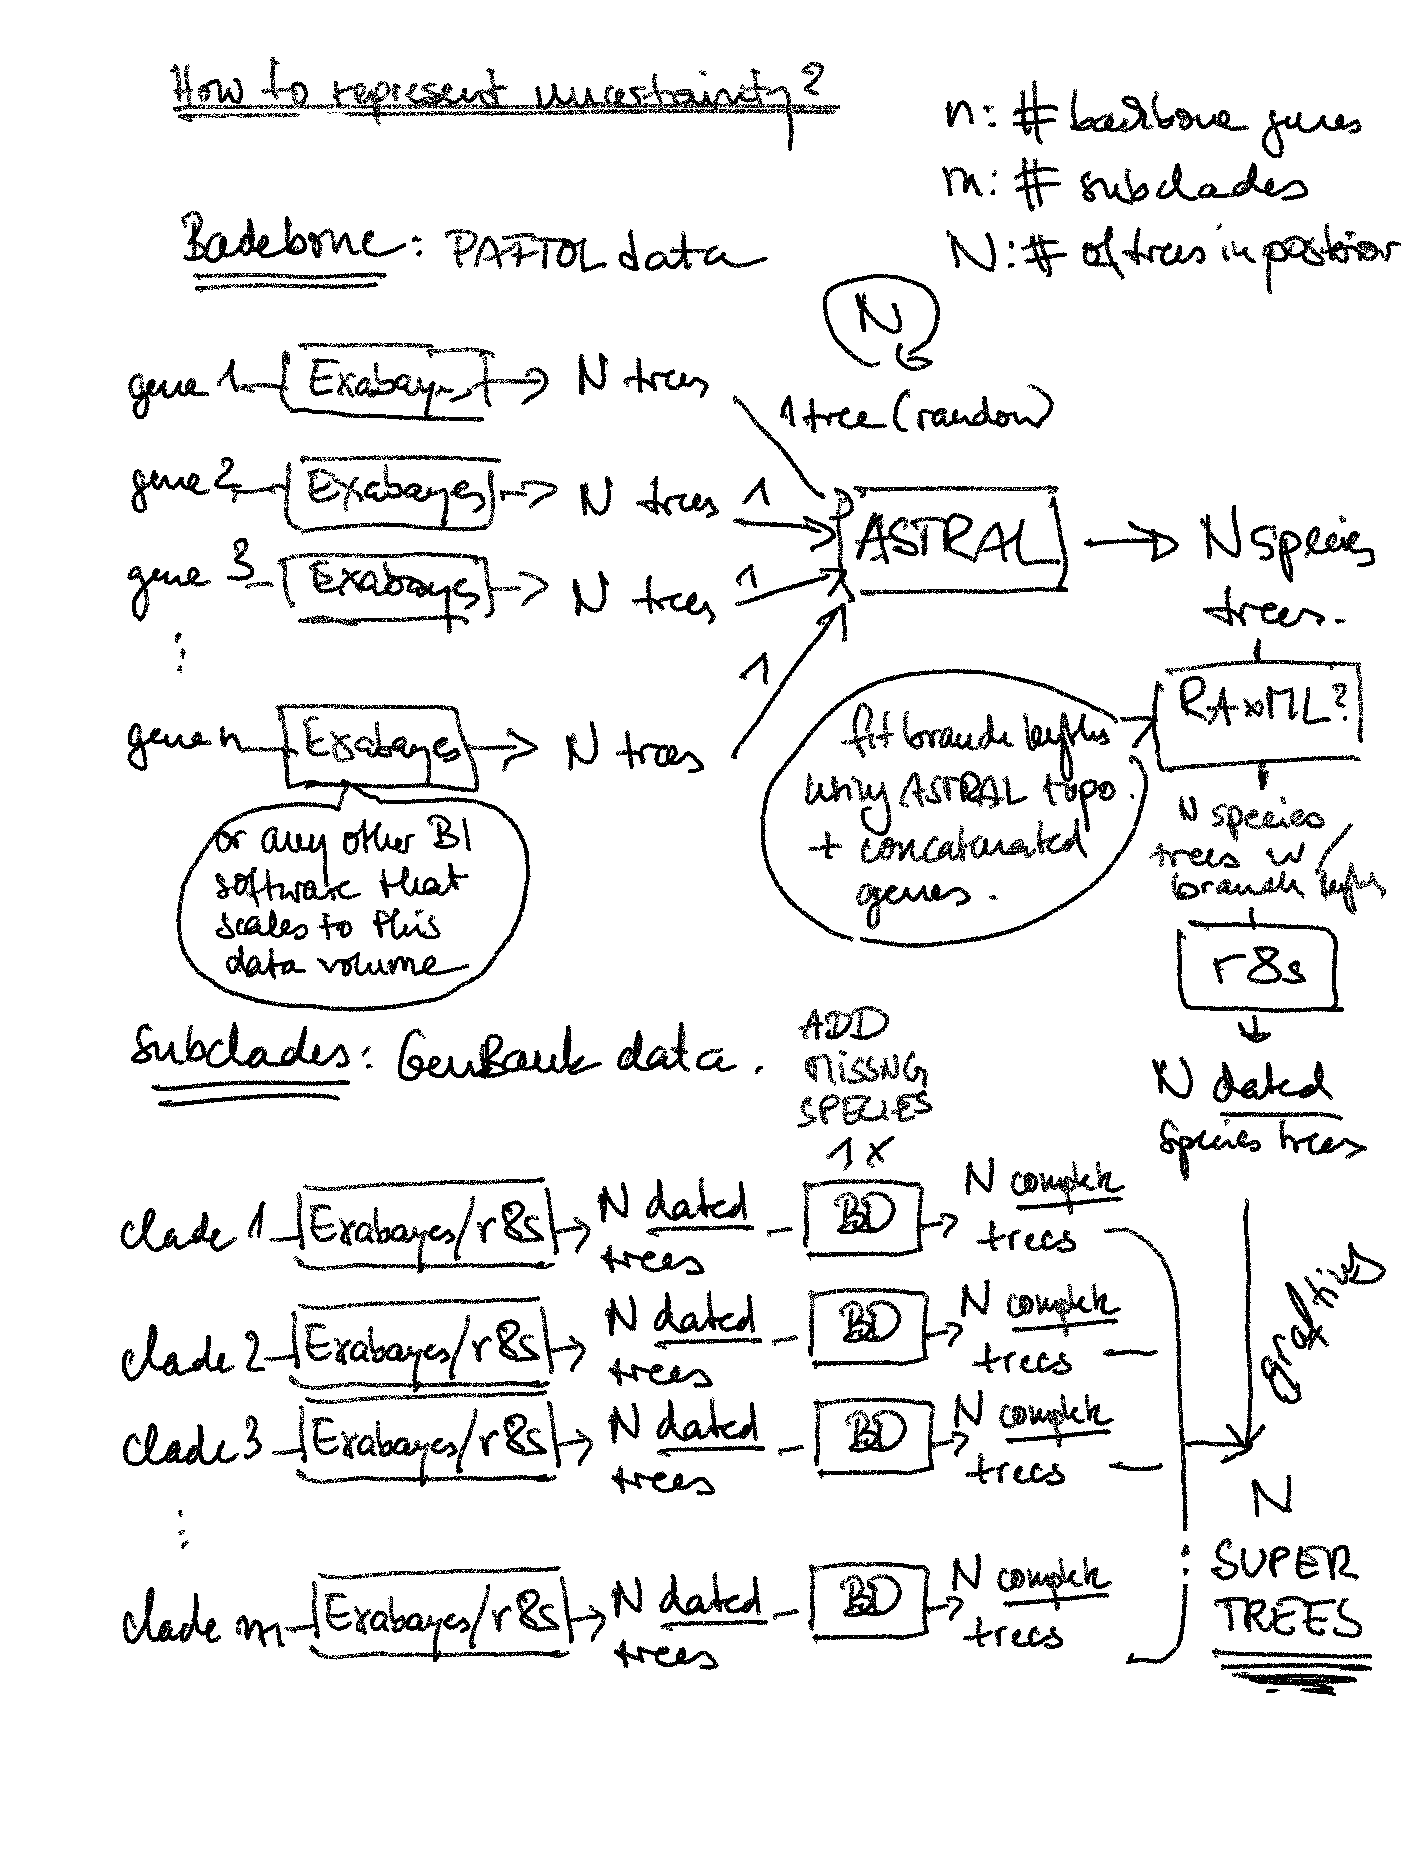 How to represent uncertainty?
n: # backbone genes
m: # subclades
N: # of trees in posterior
Backbone: PAFTOL data
N
gene 1 Exabayes N trees
1 tree (random)
gene 2 Exabayes N trees 1
ASTRAL N species
trees.
gene 3 Exabayes N trees 1
⋮
1
RAxML?
gene n Exabayes N trees
fit branch lengths
using ASTRAL topo.
+ concatenated
genes.
N species
trees w/
branch lengths
or any other BI
software that
scales to this
data volume
r8s
N dated
species trees
Subclades: GenBank data.
ADD
MISSNG
SPECIES
1x
clade 1 Exabayes/r8s N dated
trees
BD N complete
trees
clade 2 Exabayes/r8s N dated
trees
BD N complete
trees
grafting
clade 3 Exabayes/r8s N dated
trees
BD N complete
trees
⋮
clade m Exabayes/r8s N dated
trees
BD N complete
trees
N
SUPER
TREES